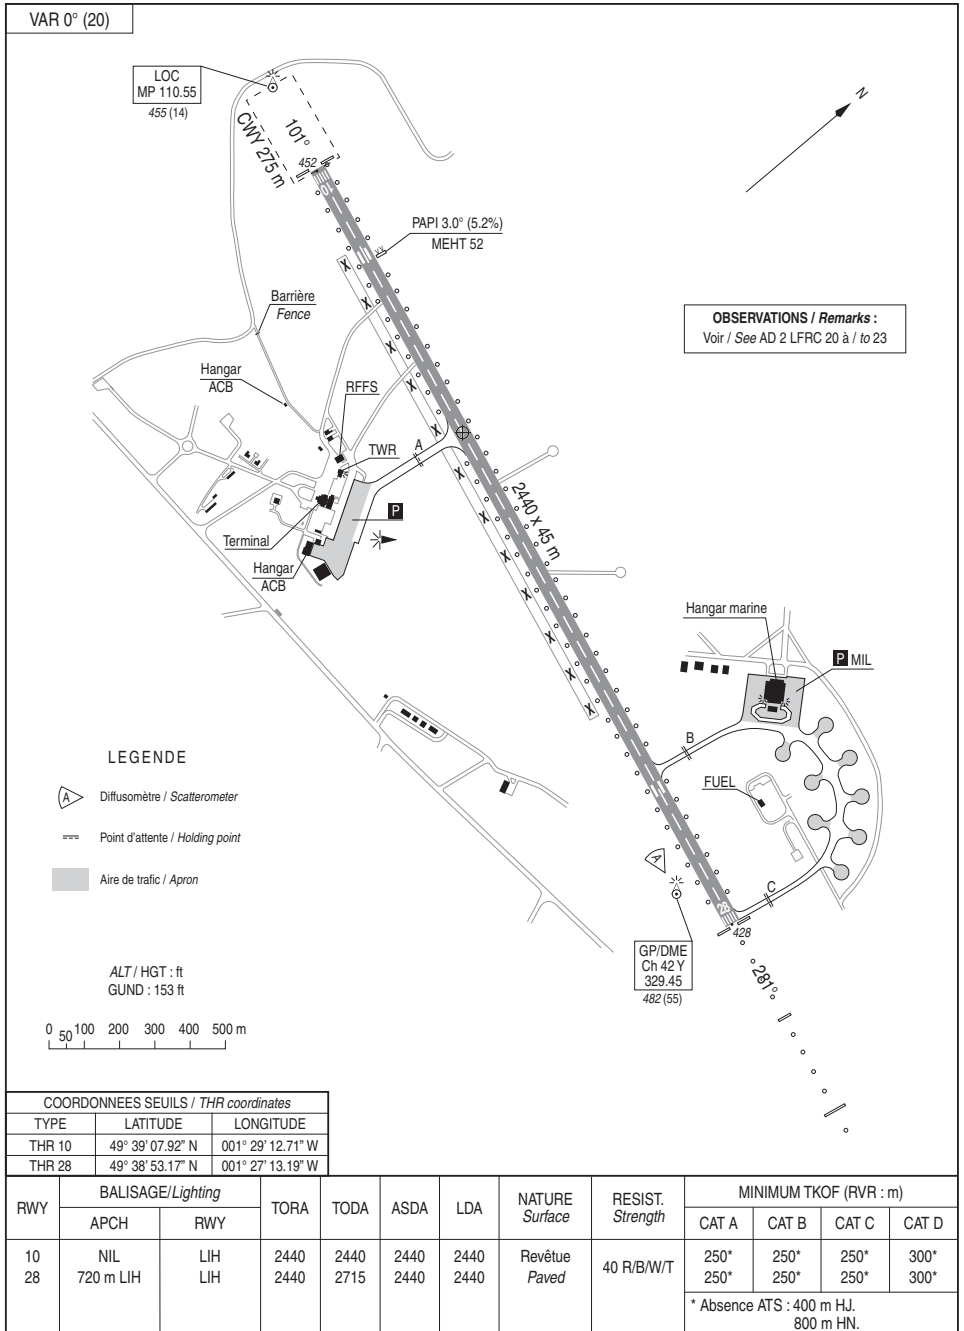 VAR 0° (20)
LOC
MP 110.55
455 (14)
CWY 275 m
101°
452
10
N
PAPI 3.0° (5.2%)
MEHT 52
Barrière
Fence
OBSERVATIONS / Remarks :
Voir / See AD 2 LFRC 20 à / to 23
Hangar
ACB
RFFS
TWR
A
P
Terminal
Hangar
ACB
2440 x 45 m
Hangar marine
P MIL
B
FUEL
LEGENDE
A Diffusomètre / Scatterometer
Point d'attente / Holding point
Aire de trafic / Apron
A
C
28
428
GP/DME
Ch 42 Y
329.45
482 (55)
281°
ALT / HGT : ft
GUND : 153 ft
0 50 100 200 300 400 500 m
COORDONNEES SEUILS / THR coordinates
TYPE LATITUDE LONGITUDE
THR 10 49° 39' 07.92" N 001° 29' 12.71" W
THR 28 49° 38' 53.17" N 001° 27' 13.19" W
RWY BALISAGE/Lighting TORA TODA ASDA LDA NATURE Surface RESIST. Strength MINIMUM TKOF (RVR : m)
APCH RWY CAT A CAT B CAT C CAT D
10 NIL LIH 2440 2440 2440 2440 Revêtue 40 R/B/W/T 250* 250* 250* 300*
28 720 m LIH LIH 2440 2715 2440 2440 Paved 250* 250* 250* 300*
* Absence ATS : 400 m HJ.
800 m HN.